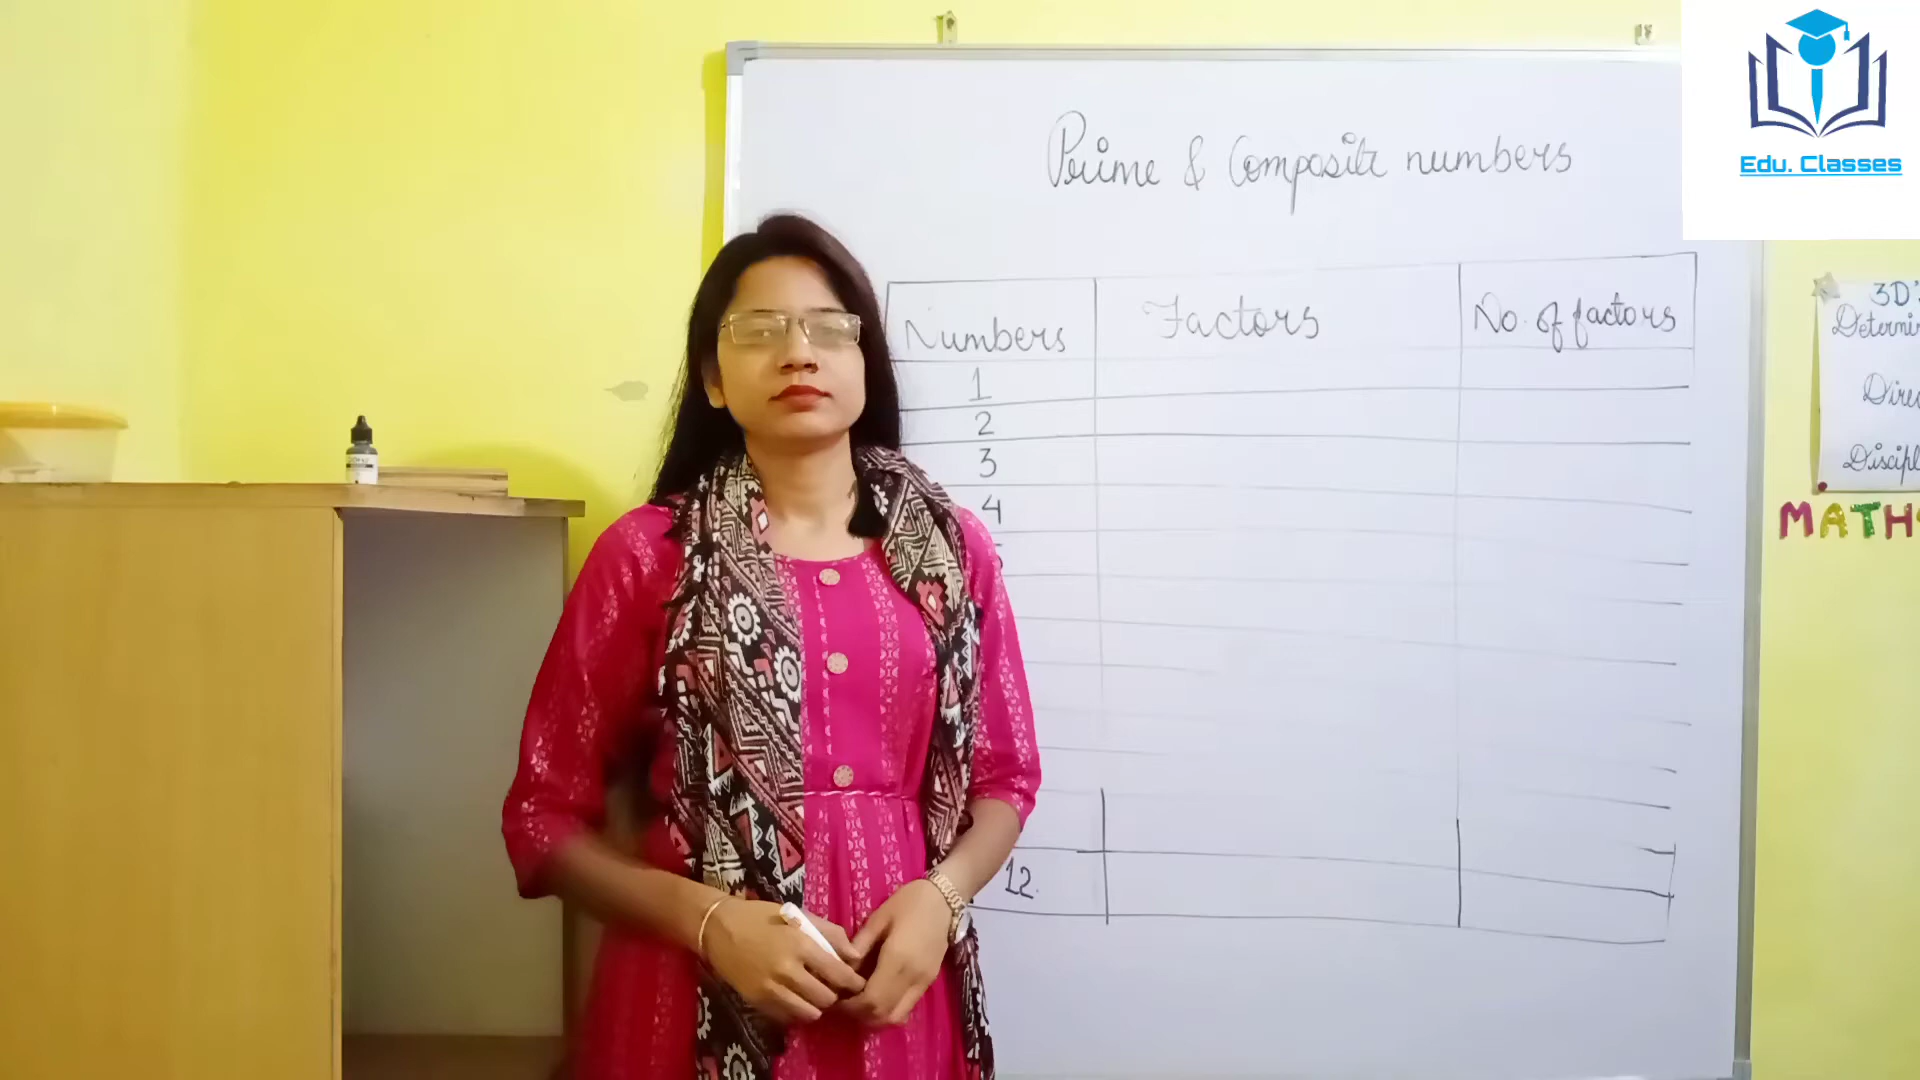 Prime & Composite numbers
Edu. Classes
Numbers Factors No. of factors
1
2
3
4
12.
3D'
MATH